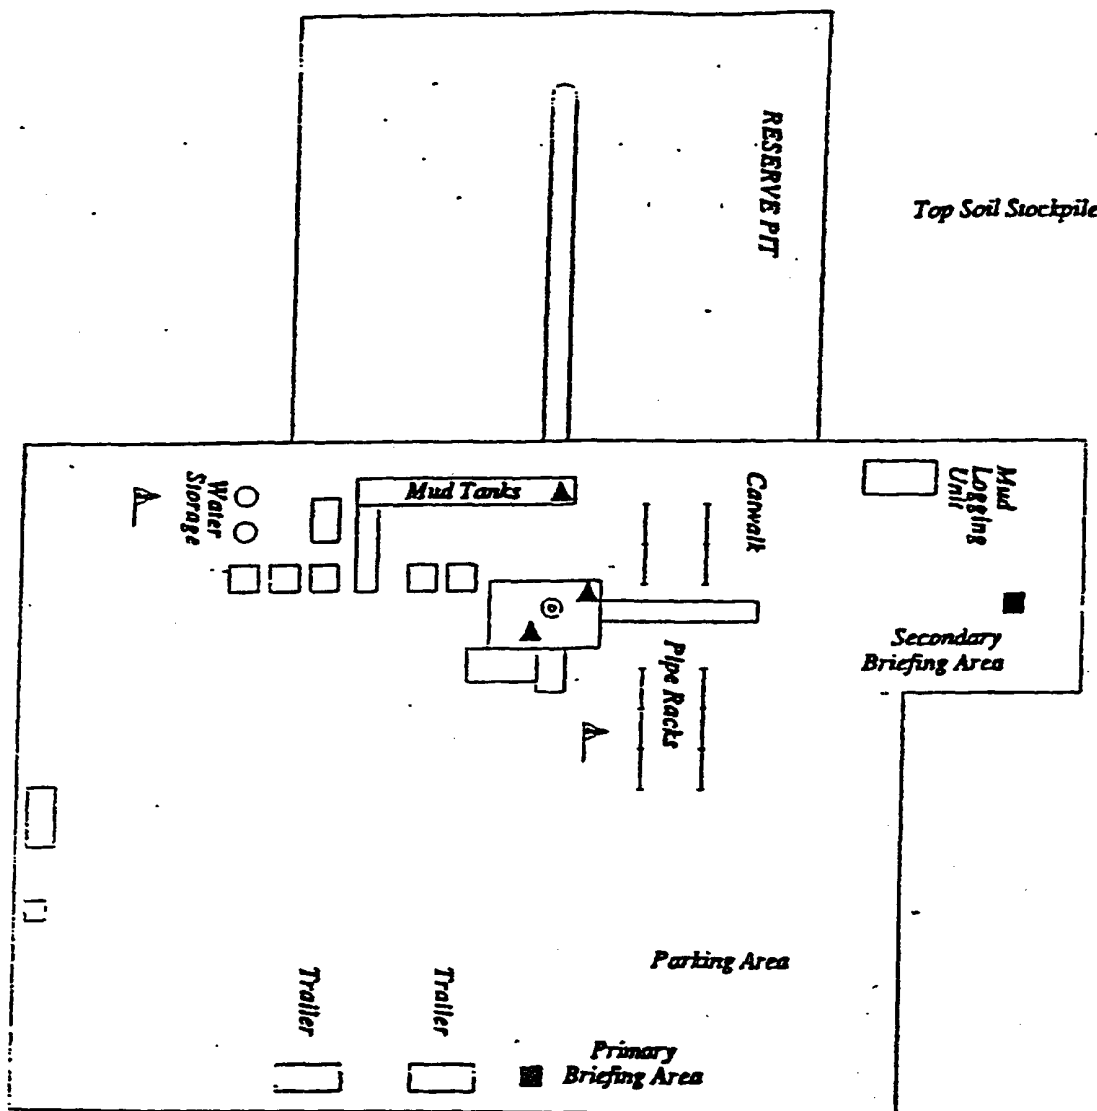 RESERVE PIT
Top Soil Stockpile
Water
Storage
Mud Tanks
Catwalk
Mud
Logging
Unit
Secondary
Briefing Area
Pipe Racks
Parking Area
Trailer
Trailer
Primary
Briefing Area